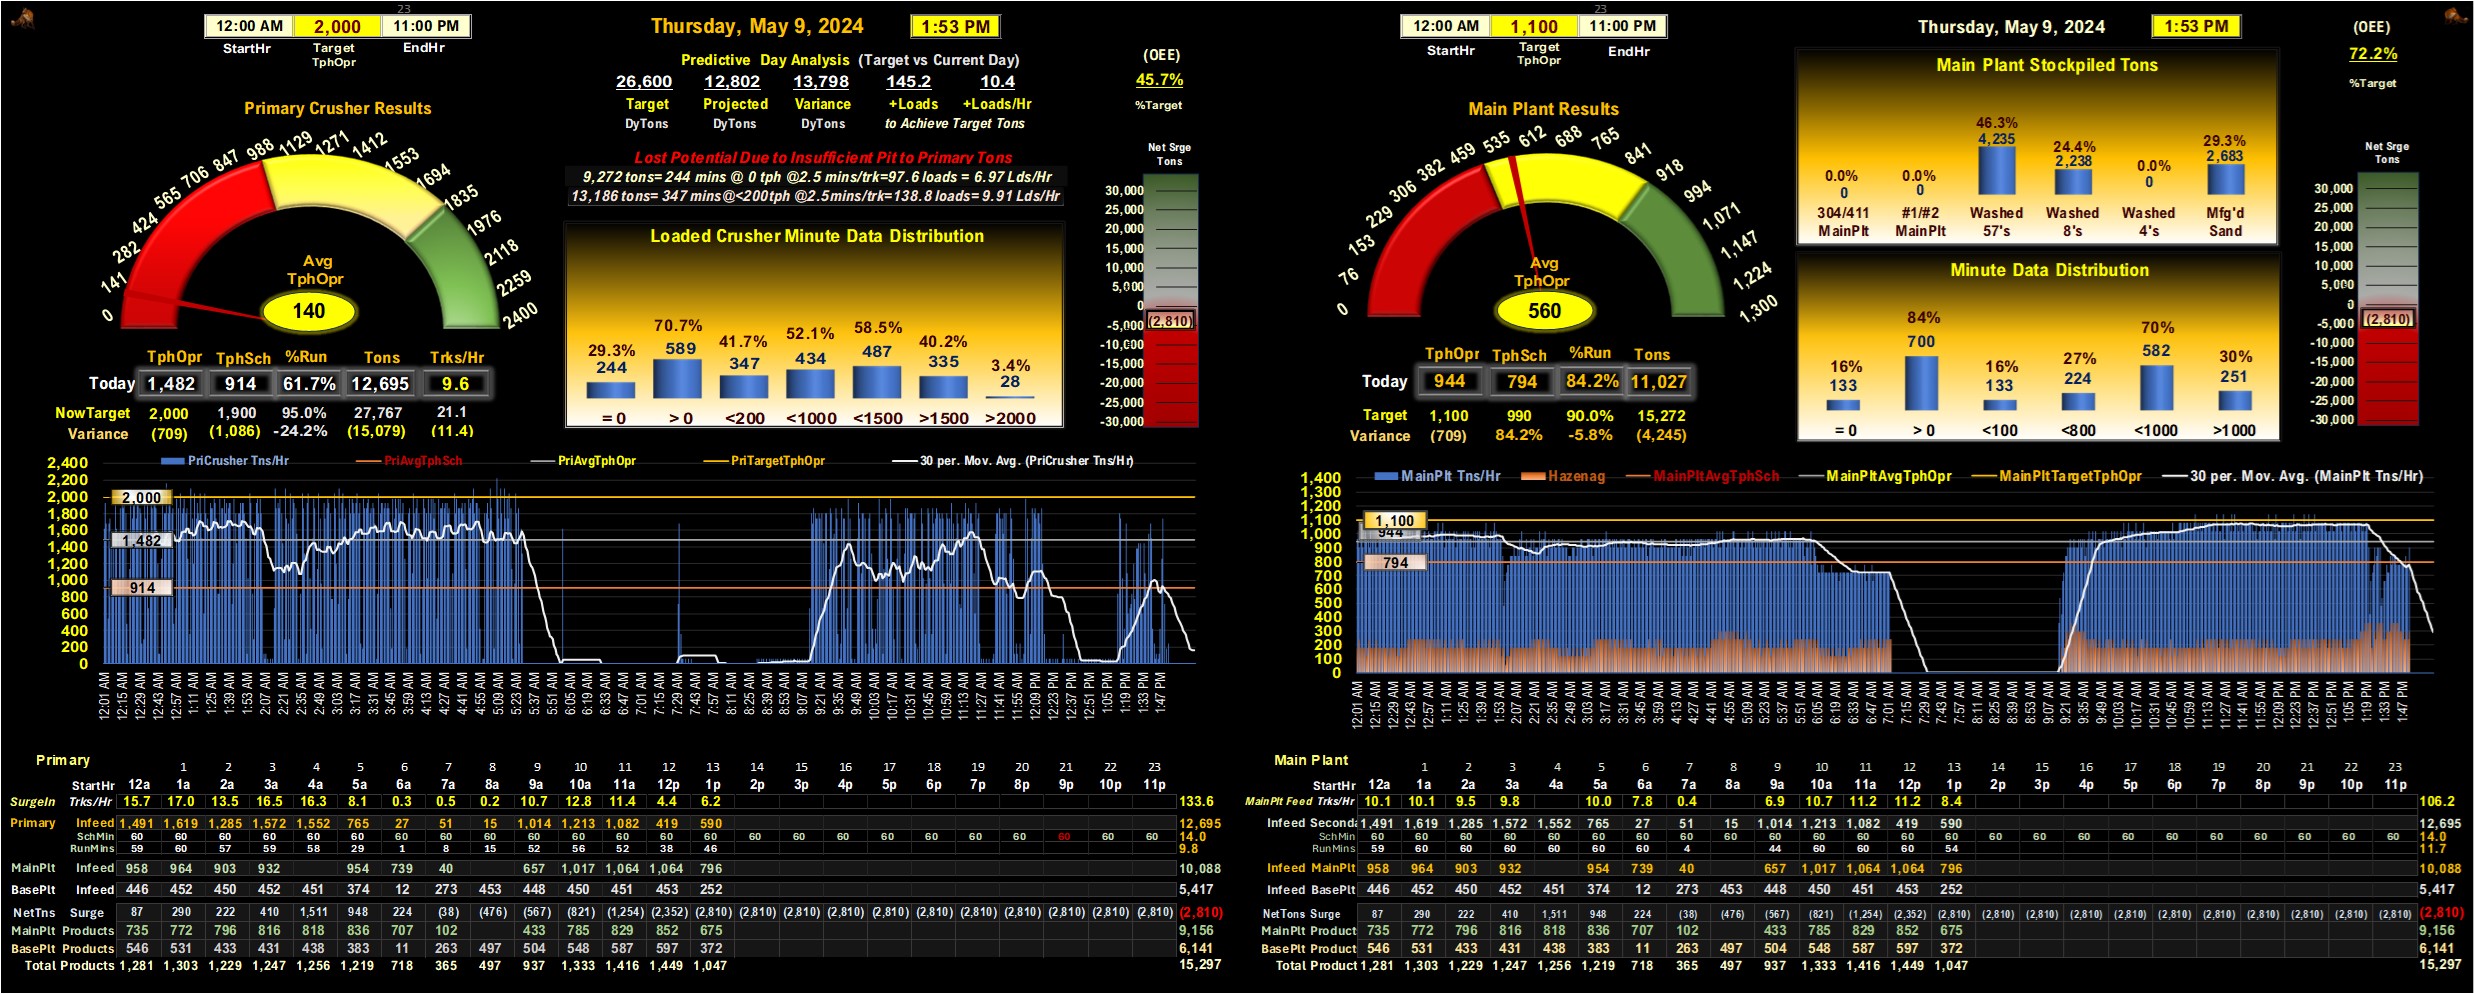 23
12:00 AM 2,000 11:00 PM
StartHr Target TphOpr EndHr
Thursday, May 9, 2024 1:53 PM
Predictive Day Analysis (Target vs Current Day)
26,600 12,802 13,798 145.2 10.4
Target Projected Variance +Loads +Loads/Hr
DyTons DyTons DyTons to Achieve Target Tons
(OEE)
45.7%
%Target
Lost Potential Due to Insufficient Pit to Primary Tons
9,272 tons= 244 mins @ 0 tph @2.5 mins/trk=97.6 loads = 6.97 Lds/Hr
13,186 tons= 347 mins@<200tph @2.5mins/trk=138.8 loads= 9.91 Lds/Hr
Primary Crusher Results
0 141 282 424 565 706 847 988 1129 1271 1412 1553 1694 1835 1976 2118 2259 2400
Avg
TphOpr
140
TphOpr TphSch %Run Tons Trks/Hr
Today 1,482 914 61.7% 12,695 9.6
NowTarget 2,000 1,900 95.0% 27,767 21.1
Variance (709) (1,086) -24.2% (15,079) (11.4)
Loaded Crusher Minute Data Distribution
29.3% 70.7% 41.7% 52.1% 58.5% 40.2% 3.4%
244 589 347 434 487 335 28
= 0 > 0 <200 <1000 <1500 >1500 >2000
Net Srge
Tons
30,000
25,000
20,000
15,000
10,000
5,000
0
(2,810)
-5,000
-10,000
-15,000
-20,000
-25,000
-30,000
PriCrusher Tns/Hr PriAvgTphSch PriAvgTphOpr PriTargetTphOpr 30 per. Mov. Avg. (PriCrusher Tns/Hr)
2,400
2,200
2,000
1,800
1,600
1,400
1,200
1,000
800
600
400
200
0
2,000
1,482
914
12:01 AM 12:15 AM 12:29 AM 12:43 AM 12:57 AM 1:11 AM 1:25 AM 1:39 AM 1:53 AM 2:07 AM 2:21 AM 2:35 AM 2:49 AM 3:03 AM 3:17 AM 3:31 AM 3:45 AM 3:59 AM 4:13 AM 4:27 AM 4:41 AM 4:55 AM 5:09 AM 5:23 AM 5:37 AM 5:51 AM 6:05 AM 6:19 AM 6:33 AM 6:47 AM 7:01 AM 7:15 AM 7:29 AM 7:43 AM 7:57 AM 8:11 AM 8:25 AM 8:39 AM 8:53 AM 9:07 AM 9:21 AM 9:35 AM 9:49 AM 10:03 AM 10:17 AM 10:31 AM 10:45 AM 10:59 AM 11:13 AM 11:27 AM 11:41 AM 11:55 AM 12:09 PM 12:23 PM 12:37 PM 12:51 PM 1:05 PM 1:19 PM 1:33 PM 1:47 PM
Primary
1 2 3 4 5 6 7 8 9 10 11 12 13 14 15 16 17 18 19 20 21 22 23
StartHr 12a 1a 2a 3a 4a 5a 6a 7a 8a 9a 10a 11a 12p 1p 2p 3p 4p 5p 6p 7p 8p 9p 10p 11p
SurgeIn Trks/Hr 15.7 17.0 13.5 16.5 16.3 8.1 0.3 0.5 0.2 10.7 12.8 11.4 4.4 6.2 133.6
Primary Infeed 1,491 1,619 1,285 1,572 1,552 765 27 51 15 1,014 1,213 1,082 419 590 12,695
SchMin 60 60 60 60 60 60 60 60 60 60 60 60 60 60 60 60 60 60 60 60 60 60 60 60 14.0
RunMins 59 60 57 59 58 29 1 8 15 52 56 52 38 46 9.8
MainPlt Infeed 958 964 903 932 954 739 40 657 1,017 1,064 1,064 796 10,088
BasePlt Infeed 446 452 450 452 451 374 12 273 453 448 450 451 453 252 5,417
NetTns Surge 87 290 222 410 1,511 948 224 (38) (476) (567) (821) (1,254) (2,352) (2,810) (2,810) (2,810) (2,810) (2,810) (2,810) (2,810) (2,810) (2,810) (2,810) (2,810) (2,810)
MainPlt Products 735 772 796 816 818 836 707 102 433 785 829 852 675 9,156
BasePlt Products 546 531 433 431 438 383 11 263 497 504 548 587 597 372 6,141
Total Products 1,281 1,303 1,229 1,247 1,256 1,219 718 365 497 937 1,333 1,416 1,449 1,047 15,297
23
12:00 AM 1,100 11:00 PM
StartHr Target TphOpr EndHr
Thursday, May 9, 2024 1:53 PM
(OEE)
72.2%
%Target
Main Plant Stockpiled Tons
0.0% 0.0% 46.3% 24.4% 0.0% 29.3%
0 0 4,235 2,238 0 2,683
304/411 #1/#2 Washed Washed Washed Mfg'd
MainPlt MainPlt 57's 8's 4's Sand
Main Plant Results
0 76 153 229 306 382 459 535 612 688 765 841 918 994 1,071 1,147 1,224 1,300
Avg
TphOpr
560
TphOpr TphSch %Run Tons
Today 944 794 84.2% 11,027
Target 1,100 990 90.0% 15,272
Variance (709) 84.2% -5.8% (4,245)
Minute Data Distribution
16% 84% 16% 27% 70% 30%
133 700 133 224 582 251
= 0 > 0 <100 <800 <1000 >1000
Net Srge
Tons
30,000
25,000
20,000
15,000
10,000
5,000
0
(2,810)
-5,000
-10,000
-15,000
-20,000
-25,000
-30,000
MainPlt Tns/Hr Hazenag MainPltAvgTphSch MainPltAvgTphOpr MainPltTargetTphOpr 30 per. Mov. Avg. (MainPlt Tns/Hr)
1,400
1,300
1,200
1,100
1,000
900
800
700
600
500
400
300
200
100
0
1,100
944
794
12:01 AM 12:15 AM 12:29 AM 12:43 AM 12:57 AM 1:11 AM 1:25 AM 1:39 AM 1:53 AM 2:07 AM 2:21 AM 2:35 AM 2:49 AM 3:03 AM 3:17 AM 3:31 AM 3:45 AM 3:59 AM 4:13 AM 4:27 AM 4:41 AM 4:55 AM 5:09 AM 5:23 AM 5:37 AM 5:51 AM 6:05 AM 6:19 AM 6:33 AM 6:47 AM 7:01 AM 7:15 AM 7:29 AM 7:43 AM 7:57 AM 8:11 AM 8:25 AM 8:39 AM 8:53 AM 9:07 AM 9:21 AM 9:35 AM 9:49 AM 10:03 AM 10:17 AM 10:31 AM 10:45 AM 10:59 AM 11:13 AM 11:27 AM 11:41 AM 11:55 AM 12:09 PM 12:23 PM 12:37 PM 12:51 PM 1:05 PM 1:19 PM 1:33 PM 1:47 PM
Main Plant
1 2 3 4 5 6 7 8 9 10 11 12 13 14 15 16 17 18 19 20 21 22 23
StartHr 12a 1a 2a 3a 4a 5a 6a 7a 8a 9a 10a 11a 12p 1p 2p 3p 4p 5p 6p 7p 8p 9p 10p 11p
MainPlt Feed Trks/Hr 10.1 10.1 9.5 9.8 10.0 7.8 0.4 6.9 10.7 11.2 11.2 8.4 106.2
Infeed Seconda 1,491 1,619 1,285 1,572 1,552 765 27 51 15 1,014 1,213 1,082 419 590 12,695
SchMin 60 60 60 60 60 60 60 60 60 60 60 60 60 60 60 60 60 60 60 60 60 60 60 60 14.0
RunMins 59 60 60 60 60 60 60 4 44 60 60 60 54 11.7
Infeed MainPlt 958 964 903 932 954 739 40 657 1,017 1,064 1,064 796 10,088
Infeed BasePlt 446 452 450 452 451 374 12 273 453 448 450 451 453 252 5,417
NetTons Surge 87 290 222 410 1,511 948 224 (38) (476) (567) (821) (1,254) (2,352) (2,810) (2,810) (2,810) (2,810) (2,810) (2,810) (2,810) (2,810) (2,810) (2,810) (2,810) (2,810)
MainPlt Product 735 772 796 816 818 836 707 102 433 785 829 852 675 9,156
BasePlt Product 546 531 433 431 438 383 11 263 497 504 548 587 597 372 6,141
Total Product 1,281 1,303 1,229 1,247 1,256 1,219 718 365 497 937 1,333 1,416 1,449 1,047 15,297